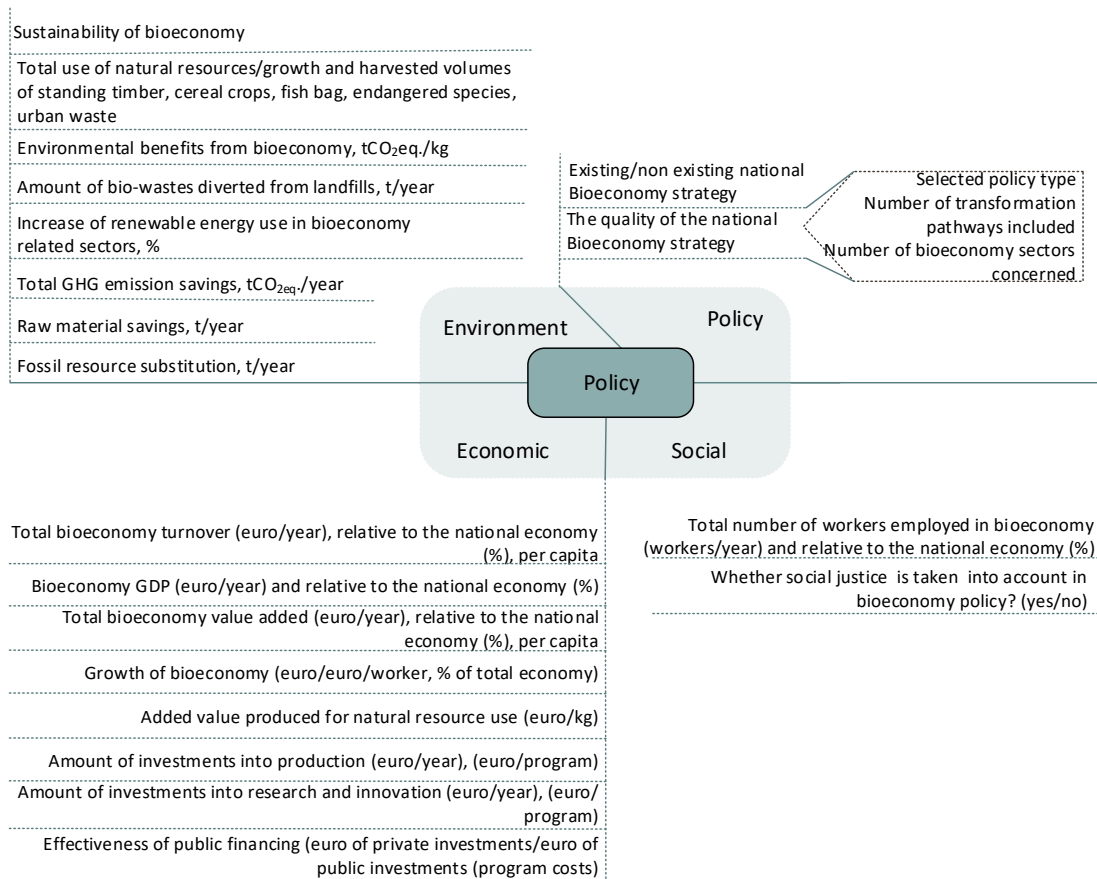 Sustainability of bioeconomy
Total use of natural resources/growth and harvested volumes
of standing timber, cereal crops, fish bag, endangered species,
urban waste
Environmental benefits from bioeconomy, tCO₂eq./kg
Amount of bio-wastes diverted from landfills, t/year
Increase of renewable energy use in bioeconomy
related sectors, %
Total GHG emission savings, tCO₂eq./year
Raw material savings, t/year
Fossil resource substitution, t/year
Existing/non existing national
Bioeconomy strategy
The quality of the national
Bioeconomy strategy
Selected policy type
Number of transformation
pathways included
Number of bioeconomy sectors
concerned
Environment
Policy
Policy
Economic
Social
Total bioeconomy turnover (euro/year), relative to the national economy
(%), per capita
Bioeconomy GDP (euro/year) and relative to the national economy (%)
Total bioeconomy value added (euro/year), relative to the national
economy (%), per capita
Growth of bioeconomy (euro/euro/worker, % of total economy)
Added value produced for natural resource use (euro/kg)
Amount of investments into production (euro/year), (euro/program)
Amount of investments into research and innovation (euro/year), (euro/
program)
Effectiveness of public financing (euro of private investments/euro of
public investments (program costs)
Total number of workers employed in bioeconomy
(workers/year) and relative to the national economy (%)
Whether social justice is taken into account in
bioeconomy policy? (yes/no)